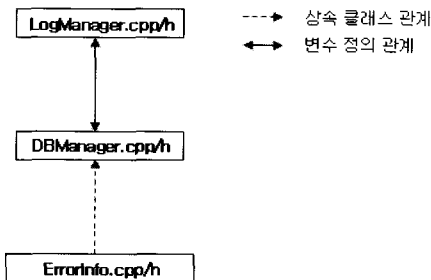 LogManager.cpp/h
상속 클래스 관계
변수 정의 관계
DBManager.cpp/h
ErrorInfo.cpp/h